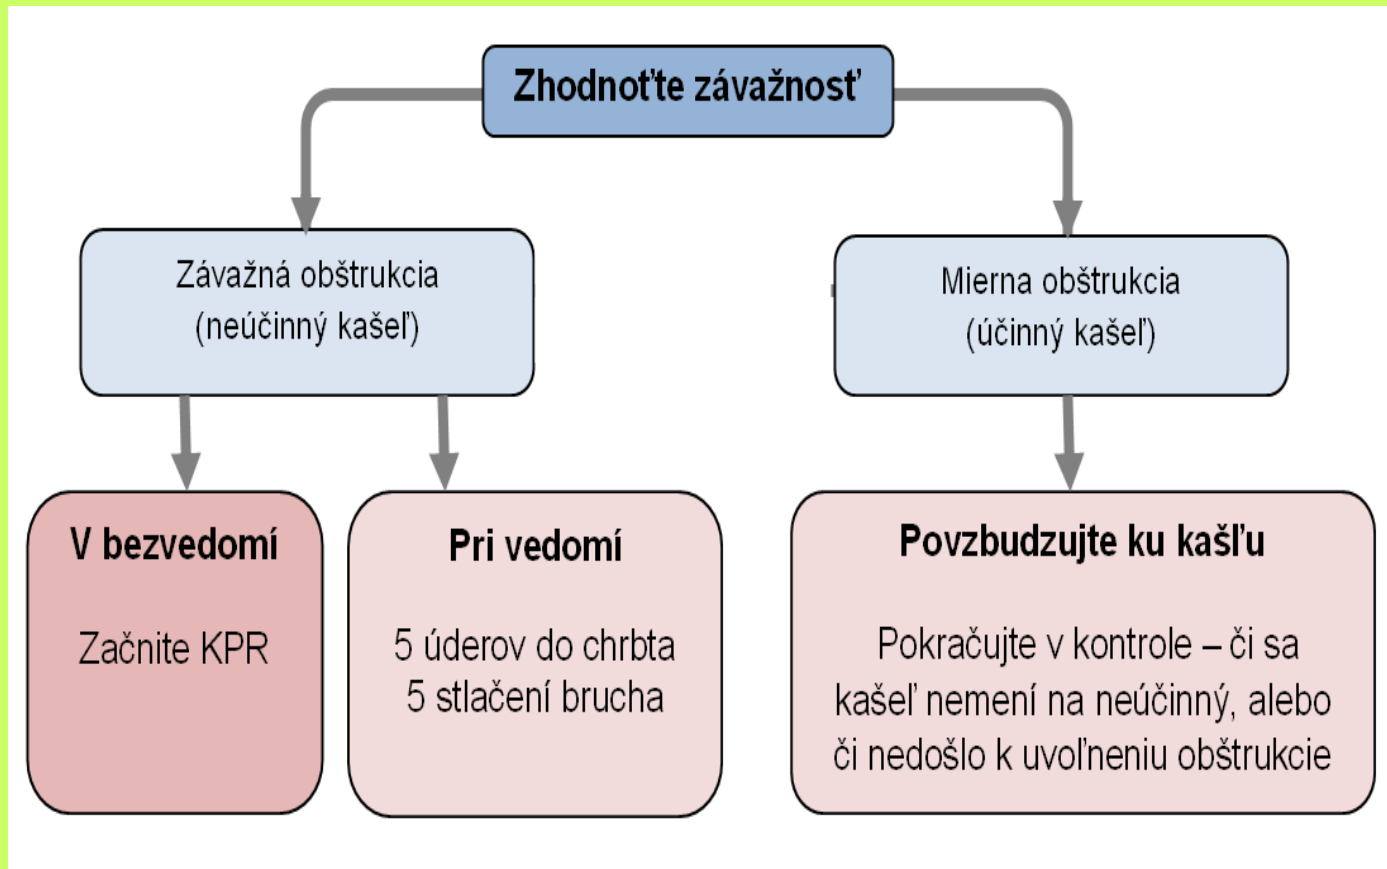 Zhodnoťte závažnosť
Závažná obštrukcia
(neúčinný kašeľ)
Mierna obštrukcia
(účinný kašeľ)
V bezvedomí
Začnite KPR
Pri vedomí
5 úderov do chrbta
5 stlačení brucha
Povzbudzujte ku kašľu
Pokračujte v kontrole – či sa
kašeľ nemení na neúčinný, alebo
či nedošlo k uvoľneniu obštrukcie